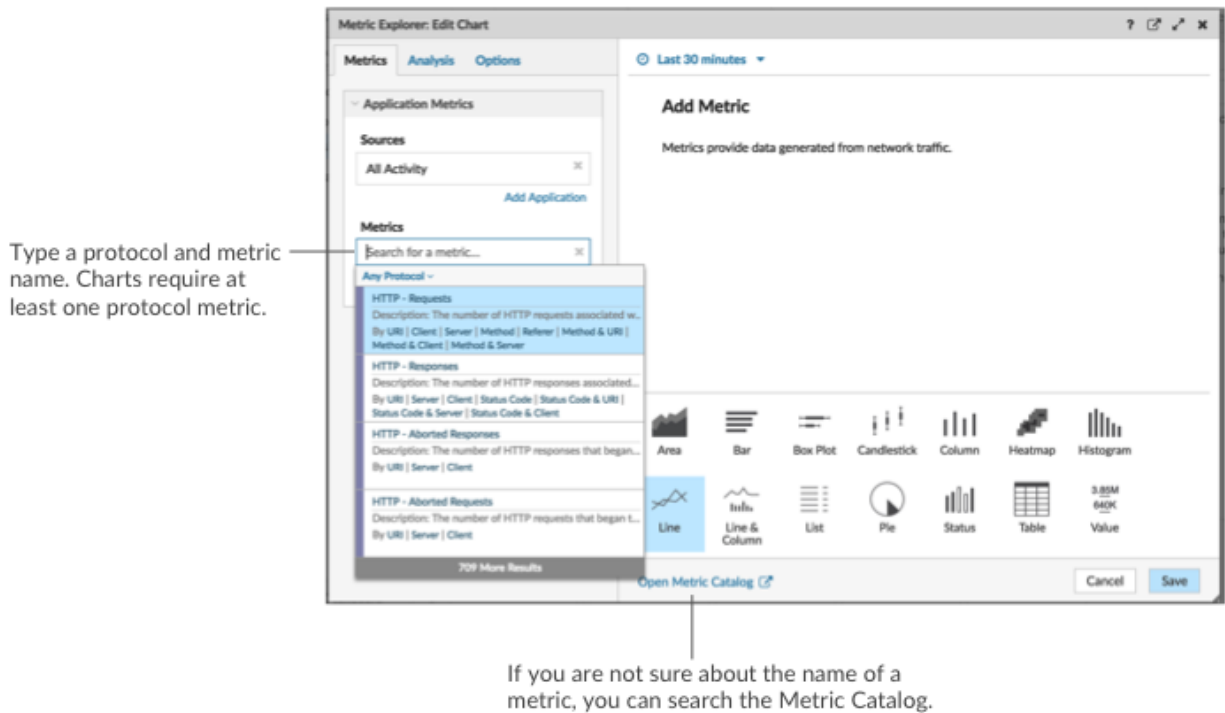 Metric Explorer: Edit Chart
?
Metrics Analysis Options
Application Metrics
Sources
All Activity
Add Application
Metrics
Search for a metric...
Any Protocol
HTTP - Requests
Description: The number of HTTP requests associated w...
By URI | Client | Server | Method | Referer | Method & URI |
Method & Client | Method & Server
HTTP - Responses
Description: The number of HTTP responses associated...
By URI | Server | Client | Status Code | Status Code & URI |
Status Code & Server | Status Code & Client
HTTP - Aborted Responses
Description: The number of HTTP responses that began...
By URI | Server | Client
HTTP - Aborted Requests
Description: The number of HTTP requests that began t...
By URI | Server | Client
709 More Results
Type a protocol and metric
name. Charts require at
least one protocol metric.
Last 30 minutes
Add Metric
Metrics provide data generated from network traffic.
Area Bar Box Plot Candlestick Column Heatmap Histogram
3.85M
640K
Line Line & List Pie Status Table Value
Column
Open Metric Catalog
Cancel Save
If you are not sure about the name of a
metric, you can search the Metric Catalog.